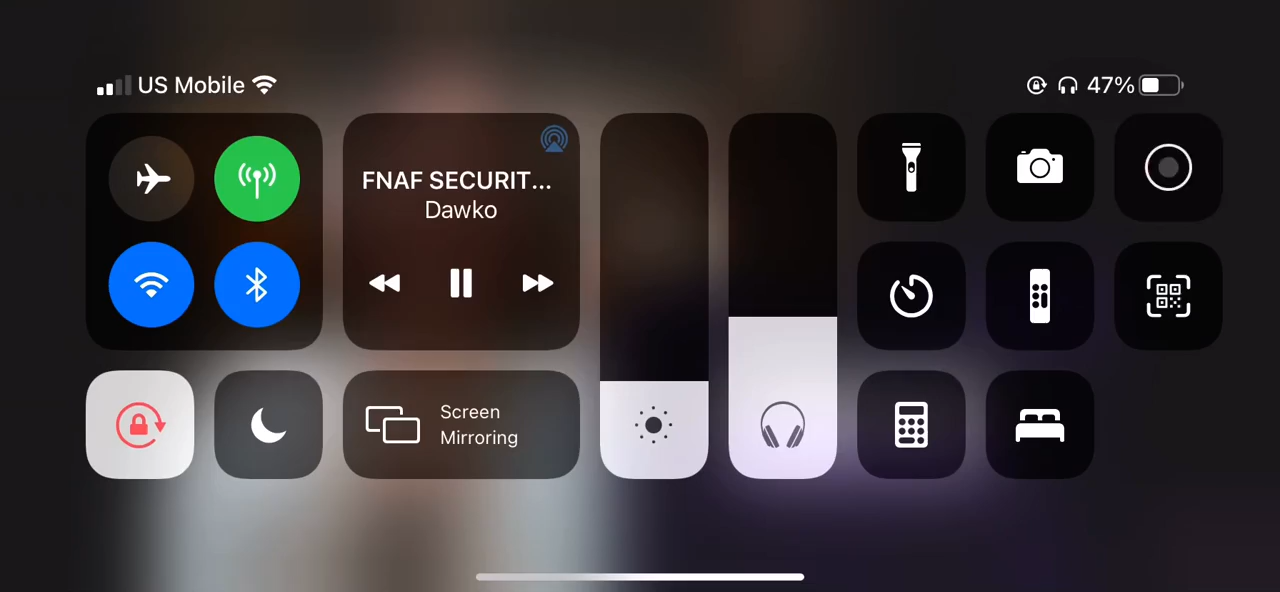 US Mobile
47%
FNAF SECURIT...
Dawko
Screen
Mirroring